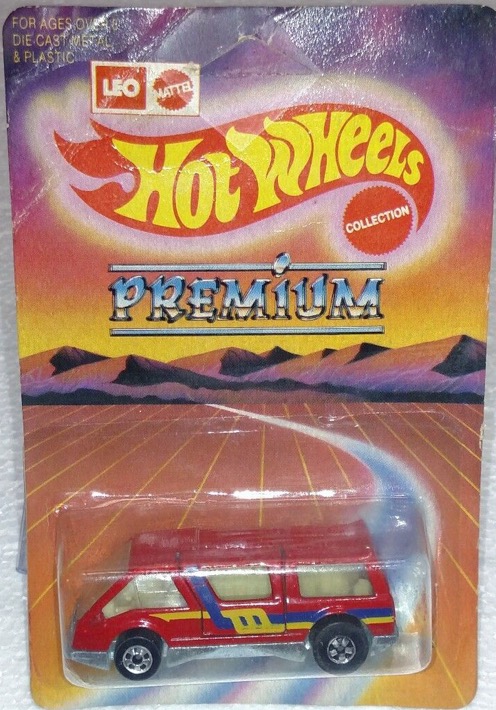 FOR AGES OVER
DIE CAST METAL
& PLASTIC
LEO
MATTEL
HOT WHEELS
COLLECTION
PREMIUM
m